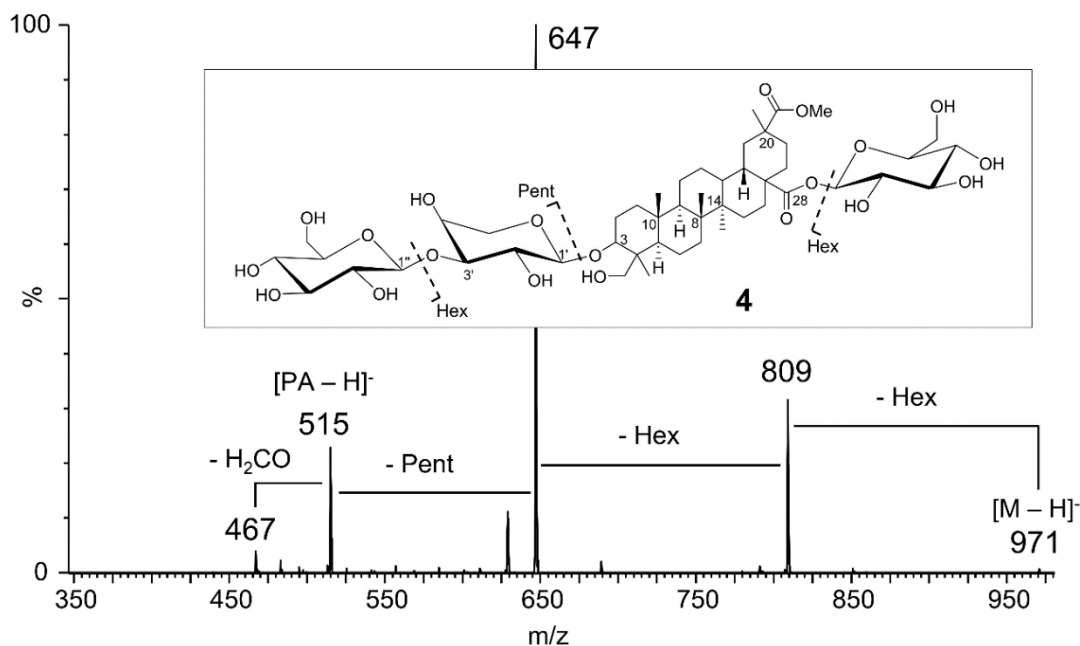 100
647
OH
O
OMe
20
OH
O
OH
OH
HO
H
O
28
O
Hex
Pent
HO
O
14
10
8
H
OH
O
1"
O
3'
OH
1'
O
3
HO
H
HO
HO
OH
Hex
4
%
[PA – H]-
515
809
- Hex
- H2CO
- Pent
- Hex
467
[M – H]-
971
0
350
450
550
650
750
850
950
m/z